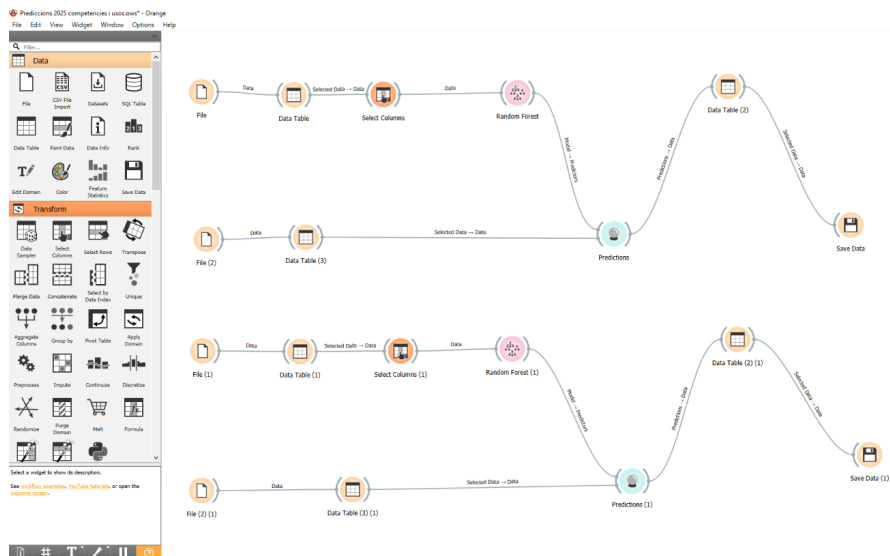 Prediccions 2025 competencies i usos.ows* - Orange
File Edit View Widget Window Options Help
Filter...
Data
File CSV File Import Datasets SQL Table
Data Table Paint Data Data Info Rank
Edit Domain Color Feature Statistics Save Data
Transform
Data Sampler Select Columns Select Rows Transpose
Merge Data Concatenate Select by Data Index Unique
Aggregate Columns Group by Pivot Table Apply Domain
Preprocess Impute Continuize Discretize
Randomize Purge Domain Melt Formula
Select a widget to show its description.
See workflow examples, YouTube tutorials, or open the
welcome screen.
File
Data
Data Table
Selected Data → Data
Select Columns
Data
Random Forest
Model → Predictors
File (2)
Data
Data Table (3)
Selected Data → Data
Predictions
Predictions → Data
Data Table (2)
Selected Data → Data
Save Data
File (1)
Data
Data Table (1)
Selected Data → Data
Select Columns (1)
Data
Random Forest (1)
Model → Predictors
File (2) (1)
Data
Data Table (3) (1)
Selected Data → Data
Predictions (1)
Predictions → Data
Data Table (2) (1)
Selected Data → Data
Save Data (1)